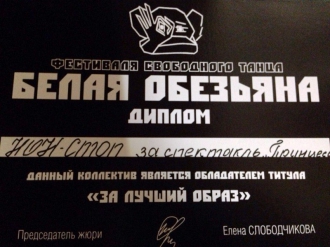 ФЕСТИВАЛЯ СВОБОДНОГО ТАНЦА
БЕЛАЯ ОБЕЗЬЯНА
ДИПЛОМ
НОН-СТОП за спектакль
ДАННЫЙ КОЛЛЕКТИВ ЯВЛЯЕТСЯ ОБЛАДАТЕЛЕМ ТИТУЛА
«ЗА ЛУЧШИЙ ОБРАЗ»
Председатель жюри Елена СЛОБОДЧИКОВА